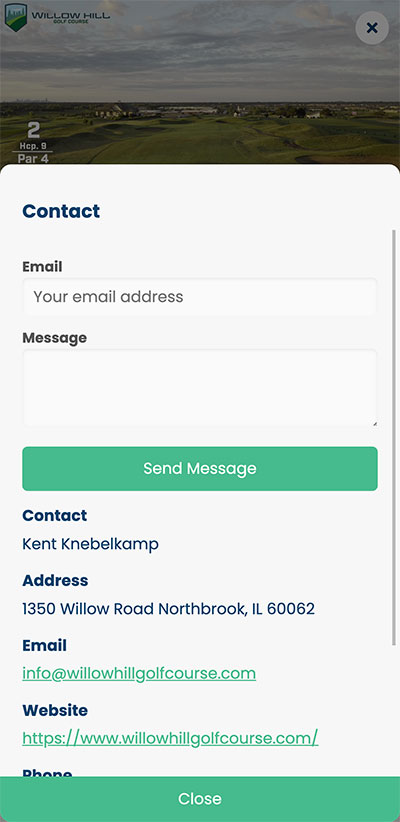 WILLOW HILL
GOLF COURSE
2
Hcp. 9
Par 4
Contact
Email
Your email address
Message
Send Message
Contact
Kent Knebelkamp
Address
1350 Willow Road Northbrook, IL 60062
Email
info@willowhillgolfcourse.com
Website
https://www.willowhillgolfcourse.com/
Phone
Close